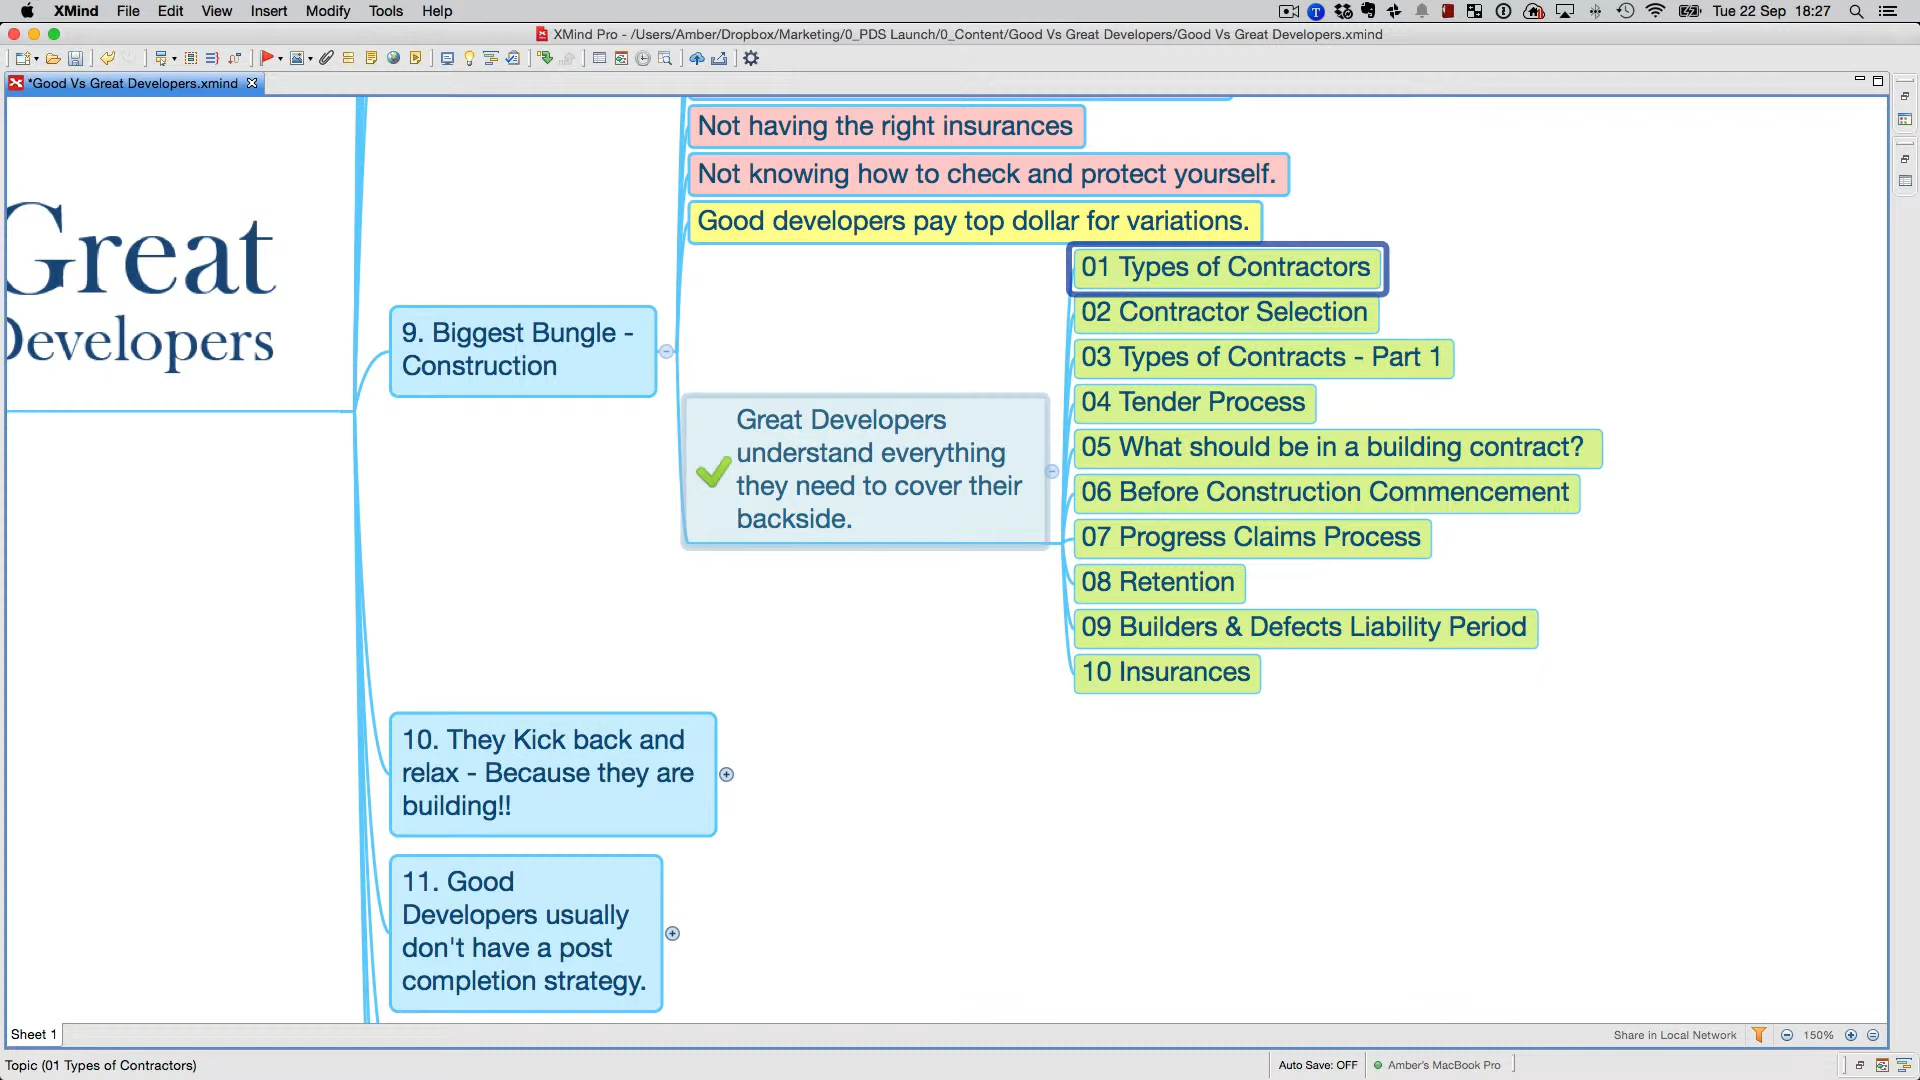 XMind File Edit View Insert Modify Tools Help
Tue 22 Sep 18:27
XMind Pro - /Users/Amber/Dropbox/Marketing/0_PDS Launch/0_Content/Good Vs Great Developers/Good Vs Great Developers.xmind
*Good Vs Great Developers.xmind
Great
Developers
Not having the right insurances
Not knowing how to check and protect yourself.
Good developers pay top dollar for variations.
9. Biggest Bungle -
Construction
Great Developers
understand everything
they need to cover their
backside.
01 Types of Contractors
02 Contractor Selection
03 Types of Contracts - Part 1
04 Tender Process
05 What should be in a building contract?
06 Before Construction Commencement
07 Progress Claims Process
08 Retention
09 Builders & Defects Liability Period
10 Insurances
10. They Kick back and
relax - Because they are
building!!
11. Good
Developers usually
don't have a post
completion strategy.
Sheet 1
Share in Local Network
150%
Topic (01 Types of Contractors)
Auto Save: OFF
Amber's MacBook Pro